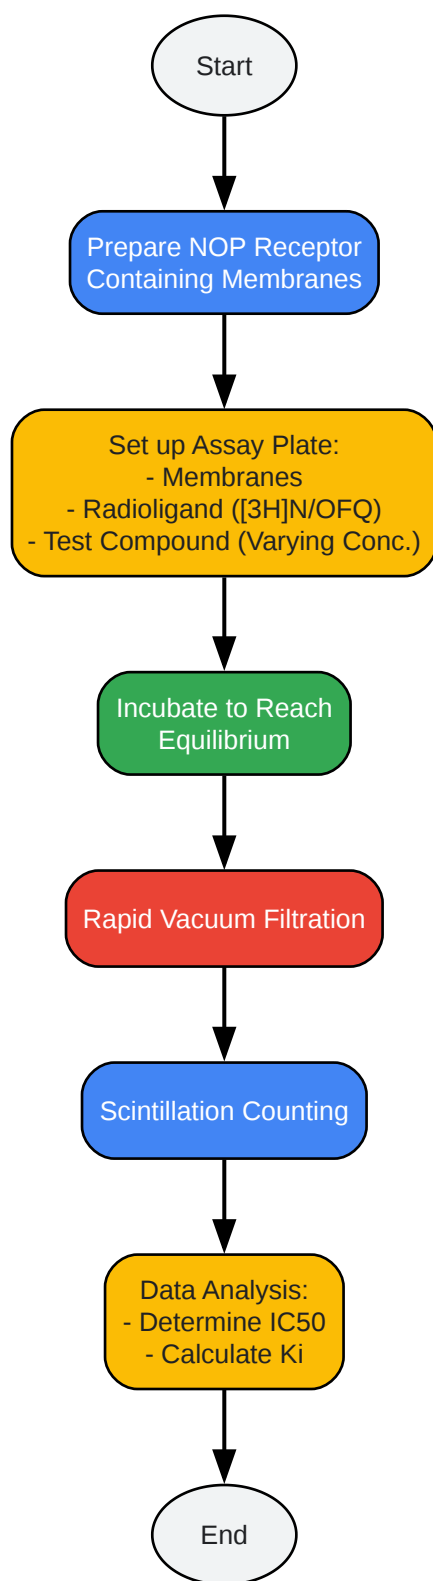 Start
Prepare NOP Receptor
Containing Membranes
Set up Assay Plate:
- Membranes
- Radioligand ([3H]N/OFQ)
- Test Compound (Varying Conc.)
Incubate to Reach
Equilibrium
Rapid Vacuum Filtration
Scintillation Counting
Data Analysis:
- Determine IC50
- Calculate Ki
End